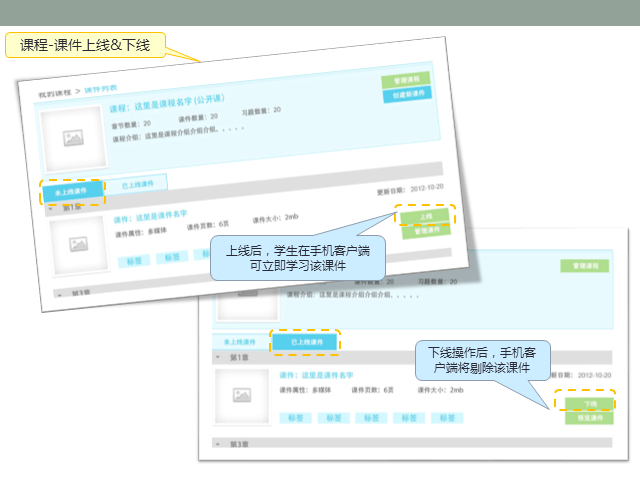 课程-课件上线&下线
我的课程 > 课件列表
课程：这里是课程名字(公开课)
管理课程
创建新课件
章节数量：20 课件数量：20 习题数量：20
课程介绍：这里是课程介绍介绍介绍。。。。。
未上线课件 已上线课件
更新日期：2012-10-20
第1章
课件：这里是课件名字
上线
课件属性：多媒体 课件页数：6页 课件大小：2mb
管理课件
标签 标签
上线后，学生在手机客户端
可立即学习该课件
第3章
管理课程
课件数量：20 习题数量：20
课程介绍：这里是课程介绍介绍介绍。。。。。
未上线课件 已上线课件
第1章
下线操作后，手机客
户端将剔除该课件
课件：这里是课件名字
新日期：2012-10-20
课件属性：多媒体 课件页数：6页 课件大小：2mb
下线
预览课件
标签 标签 标签 标签 标签
第3章